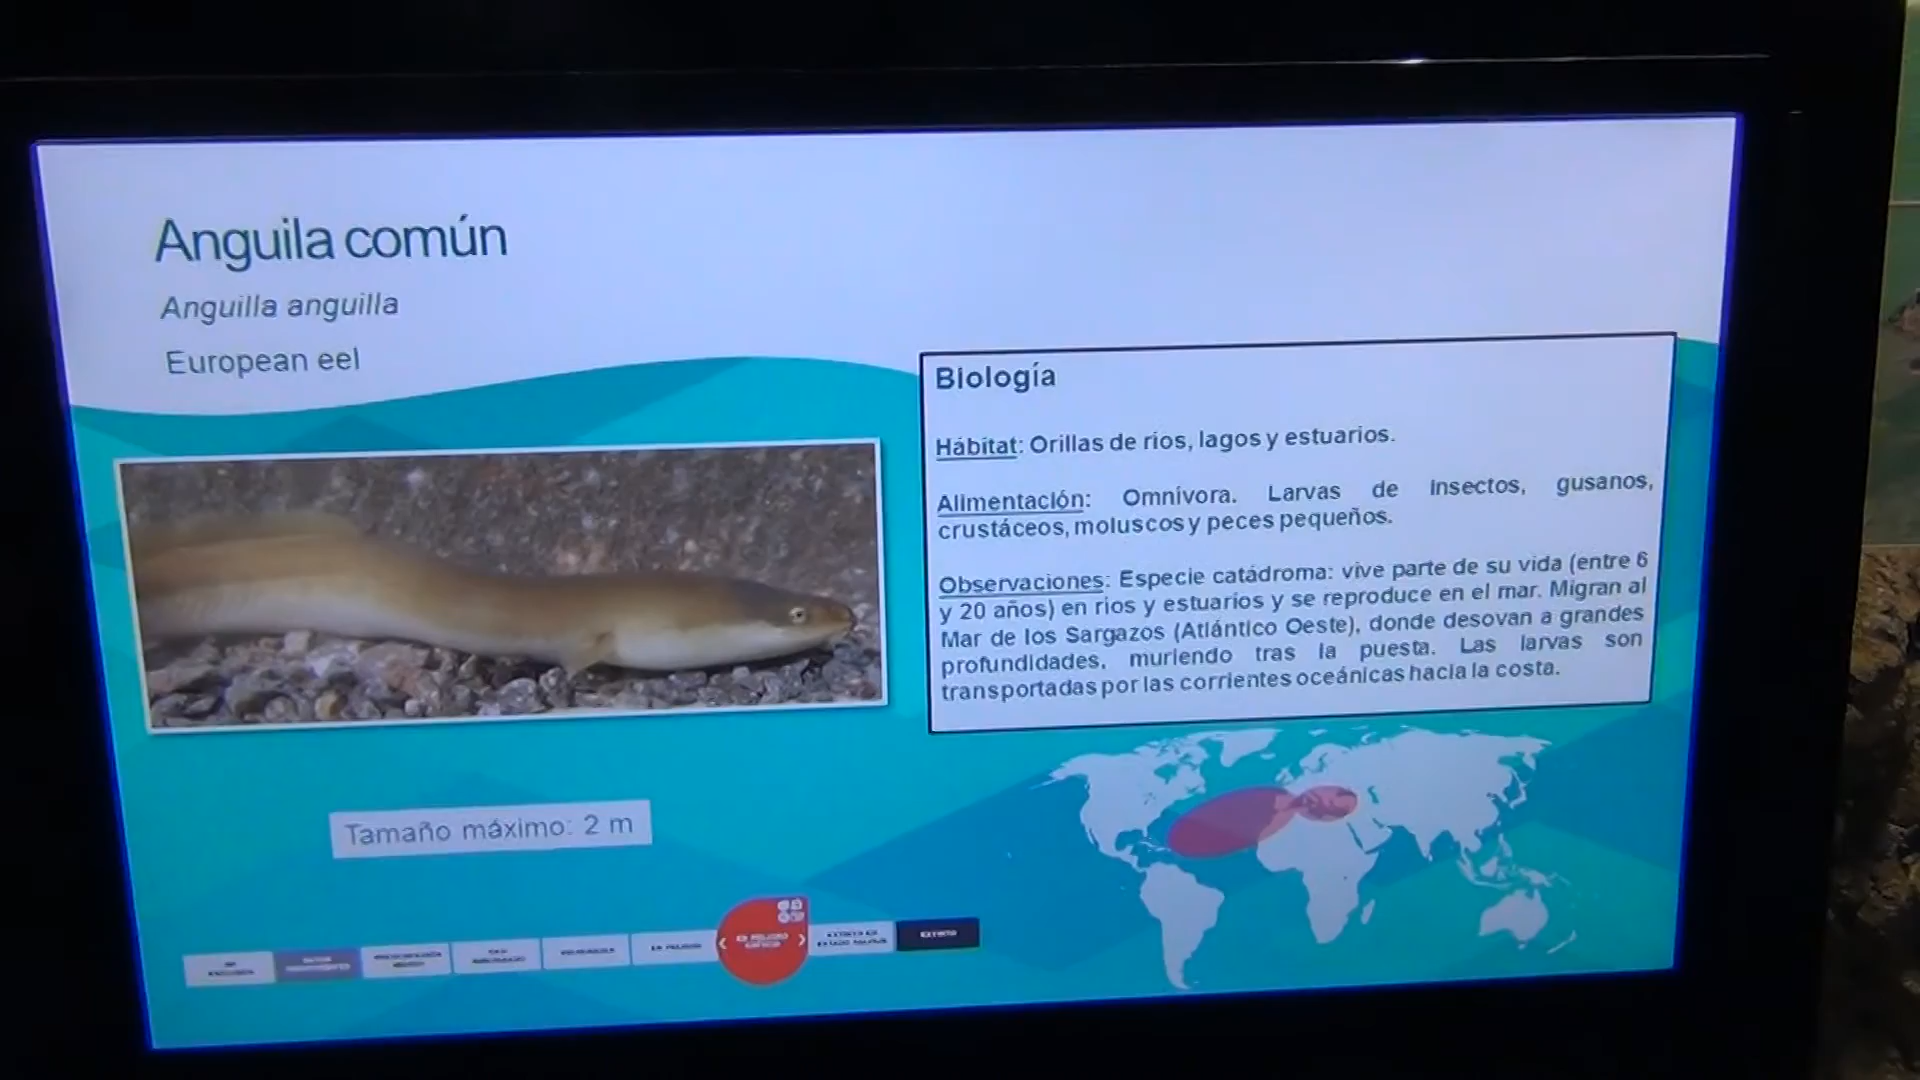 Anguila común
Anguilla anguilla
European eel
Biología
Hábitat: Orillas de ríos, lagos y estuarios.
Alimentación: Omnívora. Larvas de insectos, gusanos,
crustáceos, moluscos y peces pequeños.
Observaciones: Especie catádroma: vive parte de su vida (entre 6
y 20 años) en ríos y estuarios y se reproduce en el mar. Migran al
Mar de los Sargazos (Atlántico Oeste), donde desovan a grandes
profundidades, muriendo tras la puesta. Las larvas son
transportadas por las corrientes oceánicas hacia la costa.
Tamaño máximo: 2 m
EN PELIGRO
EXTINTO